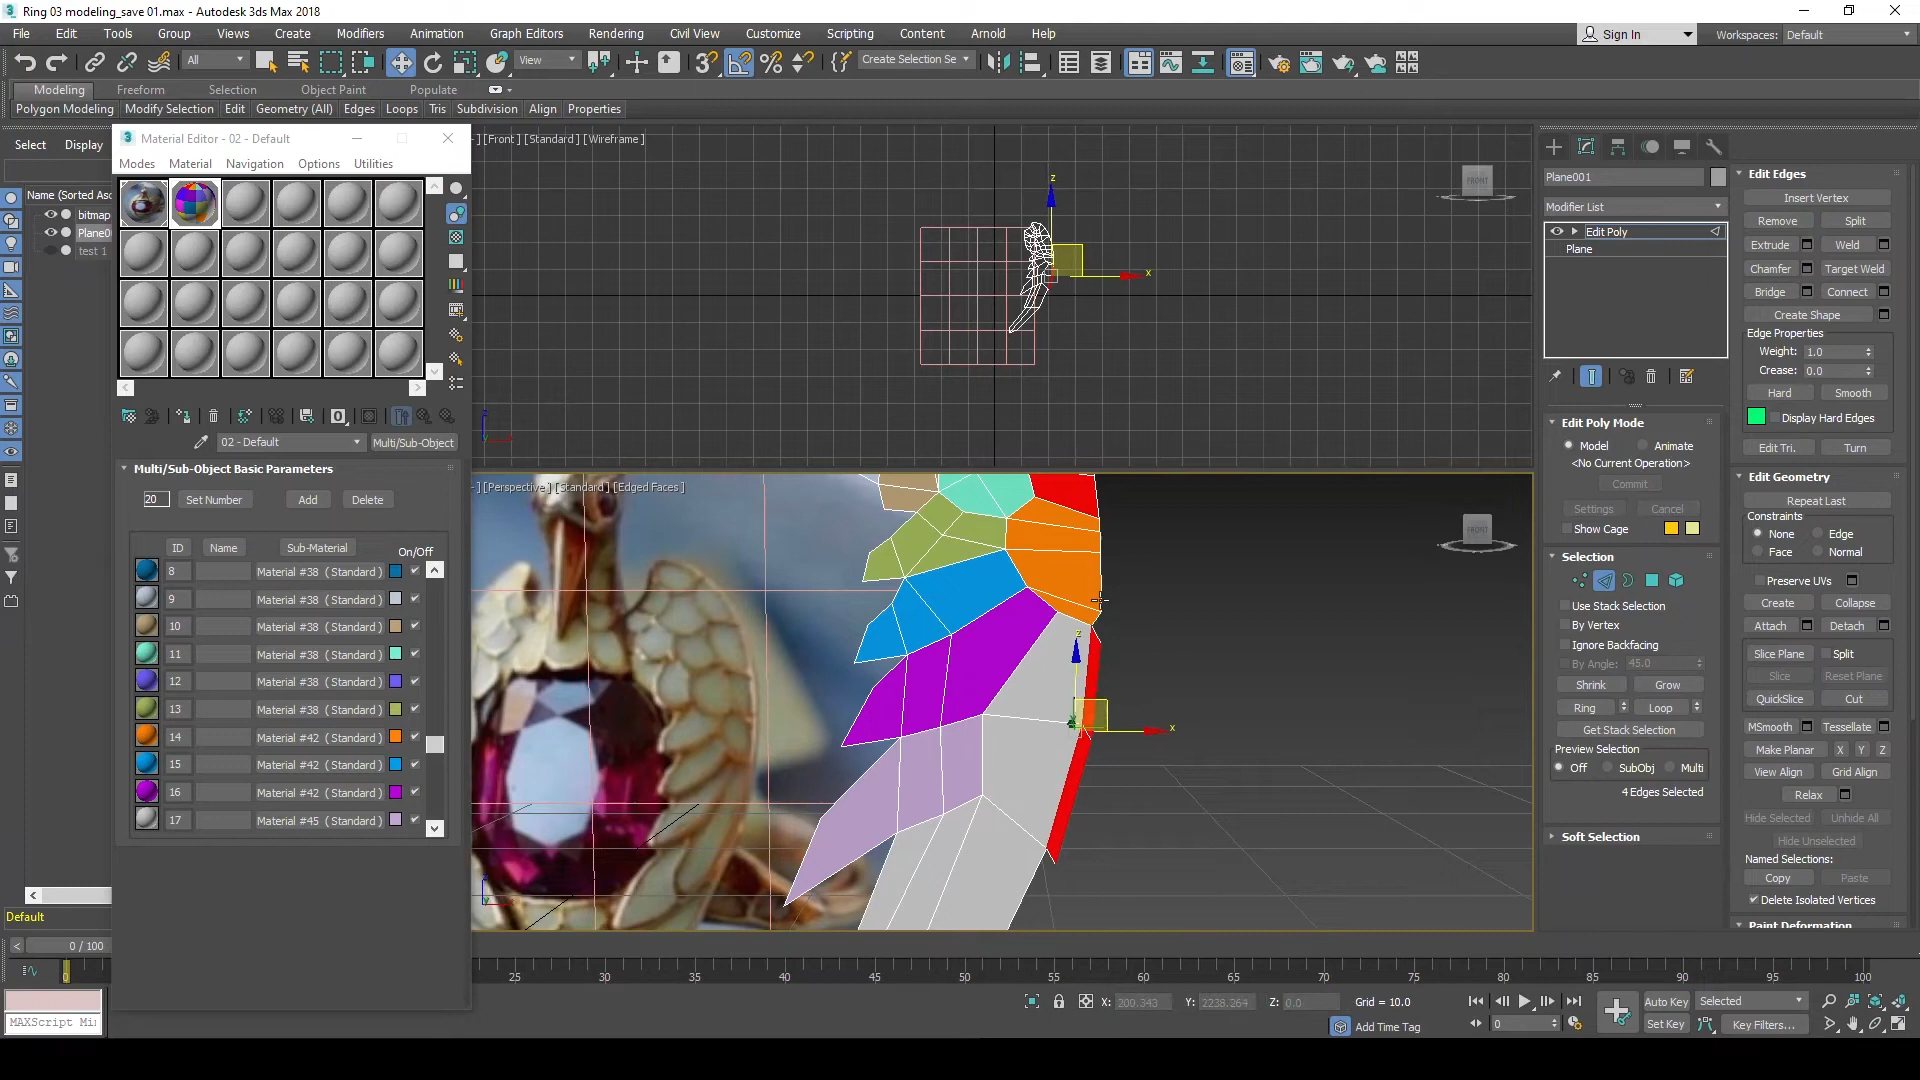 Ring 03 modeling_save 01.max - Autodesk 3ds Max 2018
File Edit Tools Group Views Create Modifiers Animation Graph Editors Rendering Civil View Customize Scripting Content Arnold Help
Sign In Workspaces: Default
All View Create Selection Se
Modeling Freeform Selection Object Paint Populate
Polygon Modeling Modify Selection Edit Geometry (All) Edges Loops Tris Subdivision Align Properties
Select Display
Name (Sorted Asc
bitmap
Plane0
test 1
Material Editor - 02 - Default
Modes Material Navigation Options Utilities
02 - Default Multi/Sub-Object
Multi/Sub-Object Basic Parameters
20 Set Number Add Delete
ID Name Sub-Material On/Off
8 Material #38 ( Standard )
9 Material #38 ( Standard )
10 Material #38 ( Standard )
11 Material #38 ( Standard )
12 Material #38 ( Standard )
13 Material #38 ( Standard )
14 Material #42 ( Standard )
15 Material #42 ( Standard )
16 Material #42 ( Standard )
17 Material #45 ( Standard )
] [Front ] [Standard ] [Wireframe ]
FRONT
z
x
] [Perspective ] [Standard ] [Edged Faces ]
FRONT
z
x
Plane001
Modifier List
Edit Poly
Plane
Edit Poly Mode
Model Animate
<No Current Operation>
Commit
Settings Cancel
Show Cage
Selection
Use Stack Selection
By Vertex
Ignore Backfacing
By Angle: 45.0
Shrink Grow
Ring Loop
Get Stack Selection
Preview Selection
Off SubObj Multi
4 Edges Selected
Soft Selection
Edit Edges
Insert Vertex
Remove Split
Extrude Weld
Chamfer Target Weld
Bridge Connect
Create Shape
Edge Properties
Weight: 1.0
Crease: 0.0
Hard Smooth
Display Hard Edges
Edit Tri. Turn
Edit Geometry
Repeat Last
Constraints
None Edge
Face Normal
Preserve UVs
Create Collapse
Attach Detach
Slice Plane Split
Slice Reset Plane
QuickSlice Cut
MSmooth Tessellate
Make Planar X Y Z
View Align Grid Align
Relax
Hide Selected Unhide All
Hide Unselected
Named Selections:
Copy Paste
Delete Isolated Vertices
Paint Deformation
Default
0 / 100
0 25 30 35 40 45 50 55 60 65 70 75 80 85 90 95 100
X: 209.343 Y: 2238.264 Z: 0.0 Grid = 10.0
Auto Key Selected
MAXScript Mi
Add Time Tag
0
Set Key Key Filters...